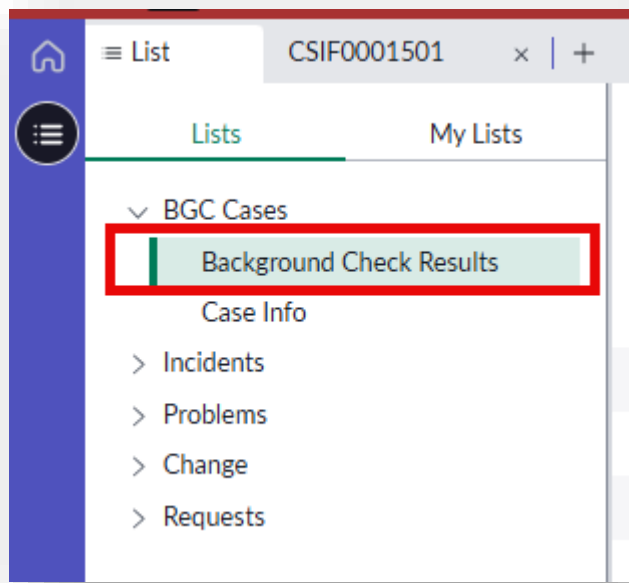 List CSIF0001501 × +
Lists My Lists
BGC Cases
Background Check Results
Case Info
Incidents
Problems
Change
Requests